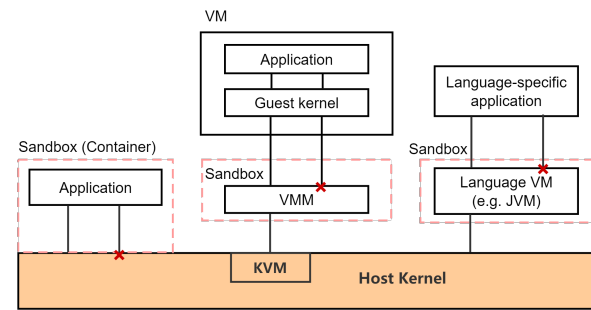 VM
Application
Guest kernel
Language-specific
application
Sandbox (Container)
Application
Sandbox
VMM
Sandbox
Language VM
(e.g. JVM)
KVM
Host Kernel